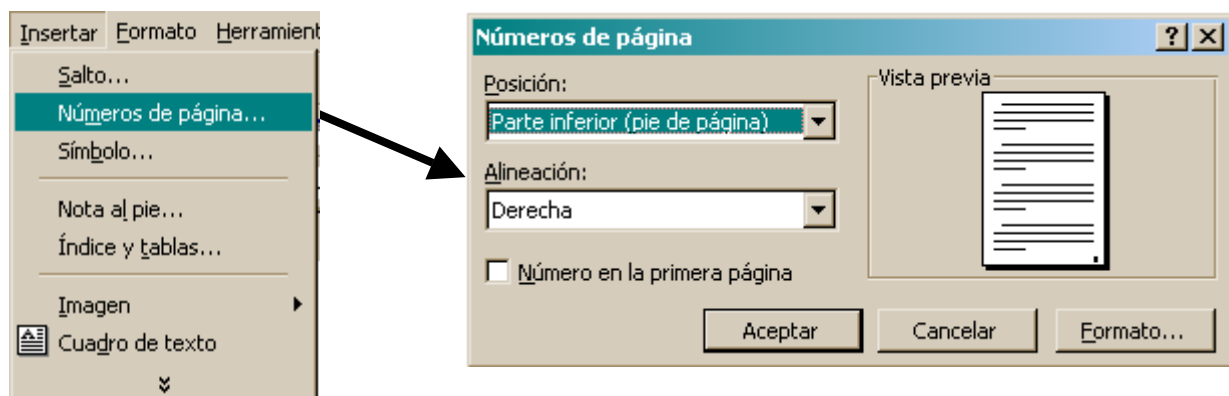 Insertar Formato Herramient
Salto...
Números de página...
Símbolo...
Nota al pie...
Índice y tablas...
Imagen
Cuadro de texto
Números de página
Posición:
Parte inferior (pie de página)
Alineación:
Derecha
Número en la primera página
Vista previa
Aceptar Cancelar Formato...